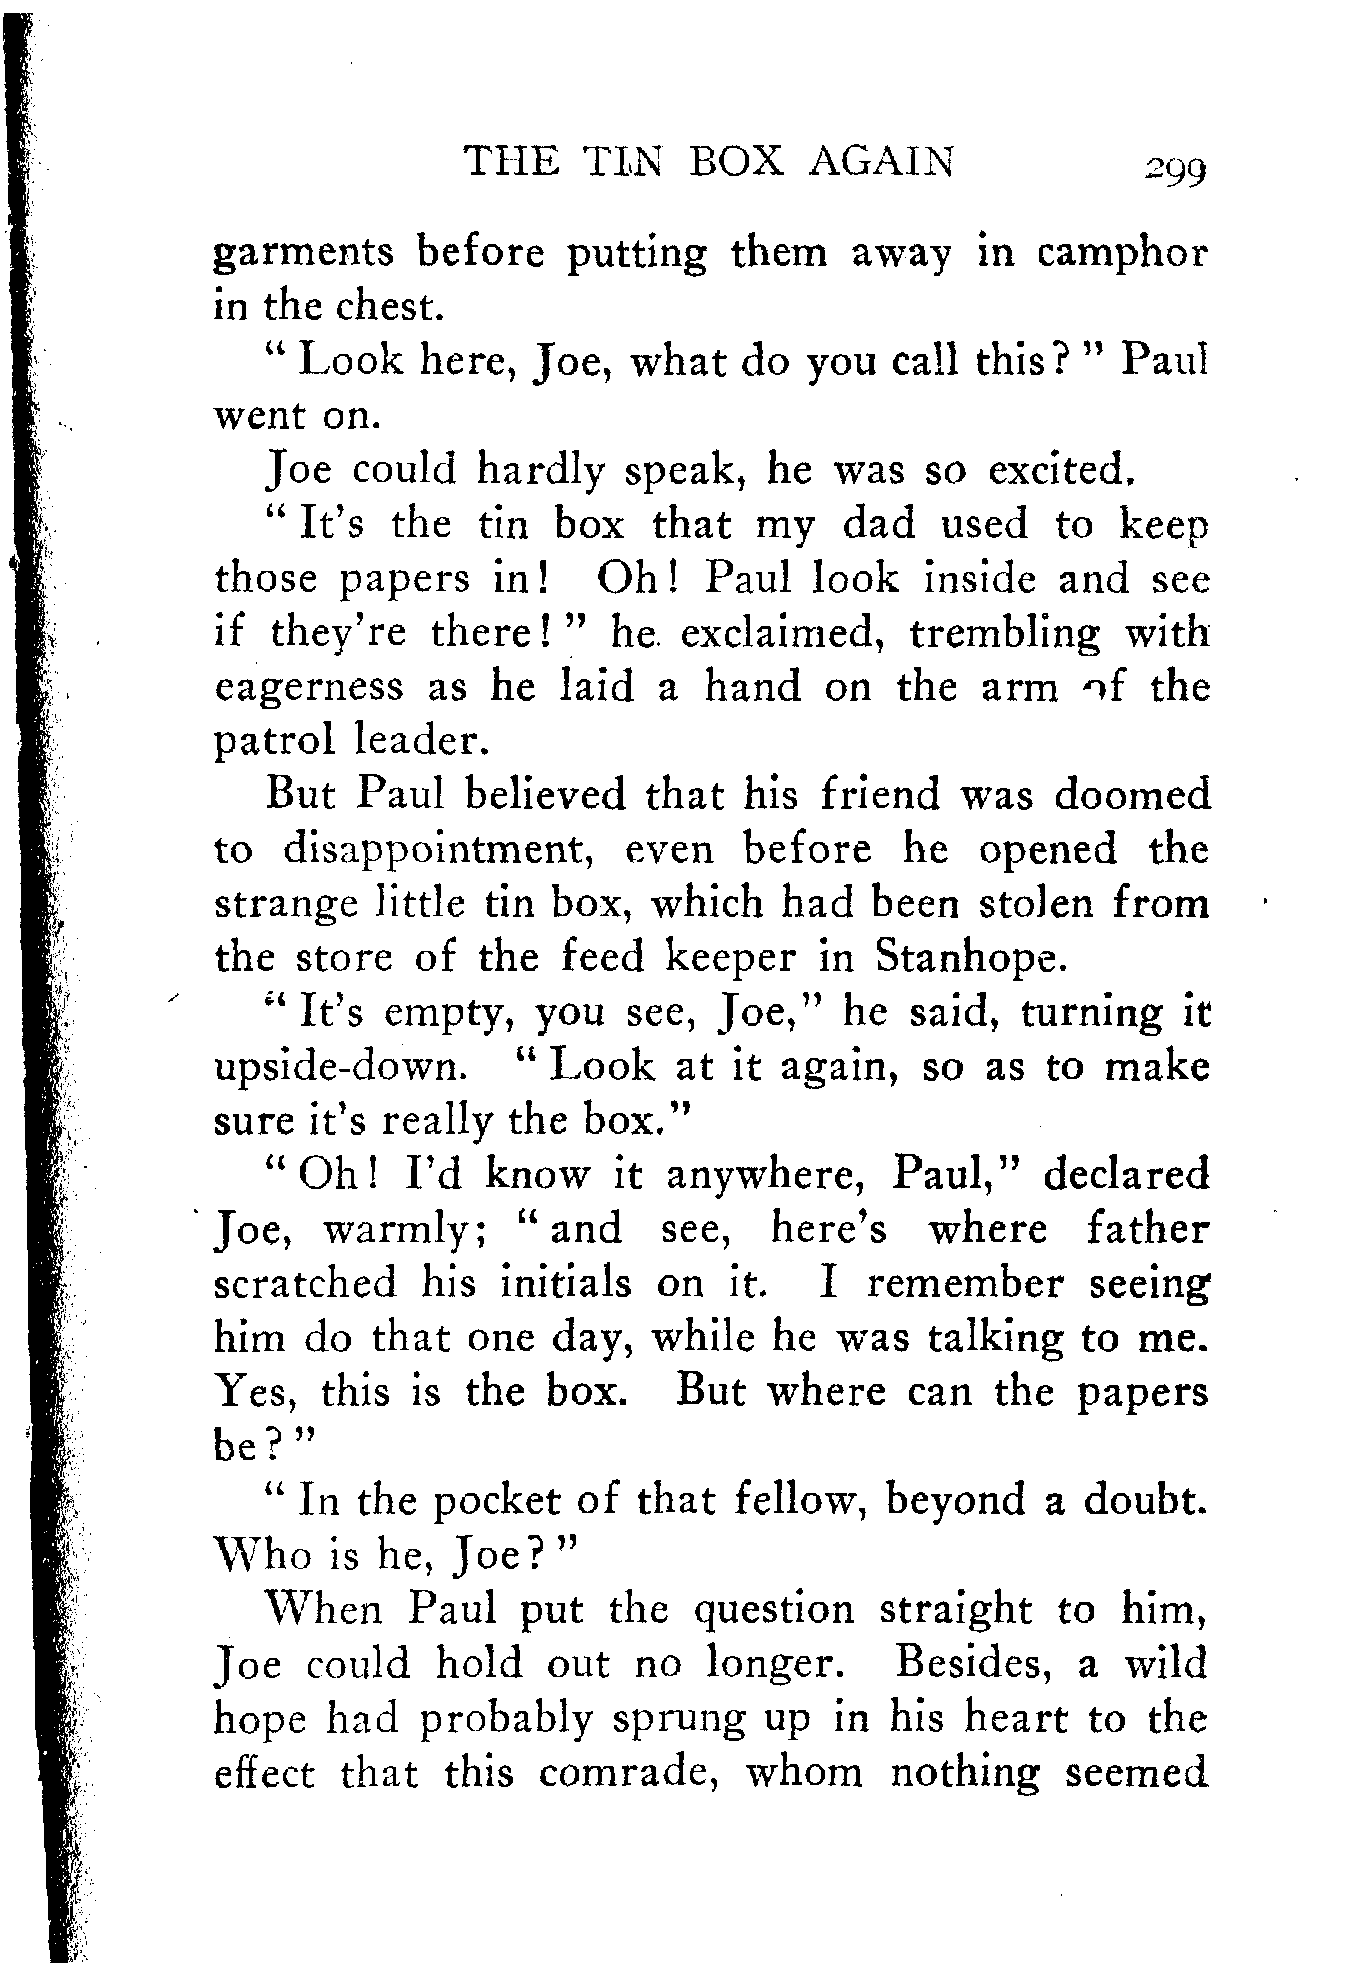 THE TIN BOX AGAIN 299
garments before putting them away in camphor
in the chest.
" Look here, Joe, what do you call this? " Paul
went on.
Joe could hardly speak, he was so excited.
" It's the tin box that my dad used to keep
those papers in! Oh! Paul look inside and see
if they're there! " he exclaimed, trembling with
eagerness as he laid a hand on the arm of the
patrol leader.
But Paul believed that his friend was doomed
to disappointment, even before he opened the
strange little tin box, which had been stolen from
the store of the feed keeper in Stanhope.
" It's empty, you see, Joe," he said, turning it
upside-down. " Look at it again, so as to make
sure it's really the box."
" Oh! I'd know it anywhere, Paul," declared
Joe, warmly; " and see, here's where father
scratched his initials on it. I remember seeing
him do that one day, while he was talking to me.
Yes, this is the box. But where can the papers
be? "
" In the pocket of that fellow, beyond a doubt.
Who is he, Joe? "
When Paul put the question straight to him,
Joe could hold out no longer. Besides, a wild
hope had probably sprung up in his heart to the
effect that this comrade, whom nothing seemed